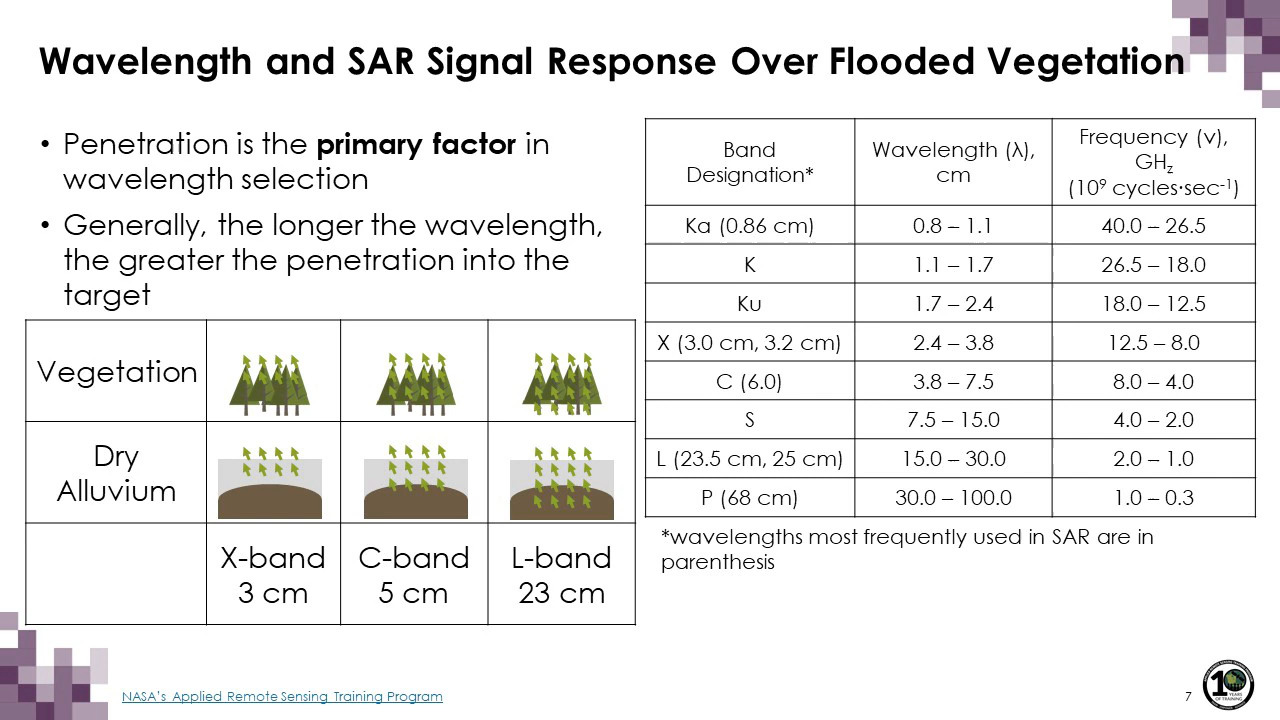 Wavelength and SAR Signal Response Over Flooded Vegetation
• Penetration is the primary factor in
wavelength selection
• Generally, the longer the wavelength,
the greater the penetration into the
target
Vegetation
Dry
Alluvium
X-band
3 cm
C-band
5 cm
L-band
23 cm
Band
Designation*
Wavelength (λ),
cm
Frequency (v),
GHz
(10⁹ cycles·sec⁻¹)
Ka (0.86 cm) 0.8 – 1.1 40.0 – 26.5
K 1.1 – 1.7 26.5 – 18.0
Ku 1.7 – 2.4 18.0 – 12.5
X (3.0 cm, 3.2 cm) 2.4 – 3.8 12.5 – 8.0
C (6.0) 3.8 – 7.5 8.0 – 4.0
S 7.5 – 15.0 4.0 – 2.0
L (23.5 cm, 25 cm) 15.0 – 30.0 2.0 – 1.0
P (68 cm) 30.0 – 100.0 1.0 – 0.3
*wavelengths most frequently used in SAR are in
parenthesis
NASA's Applied Remote Sensing Training Program
7
10
YEARS
OF TRAINING